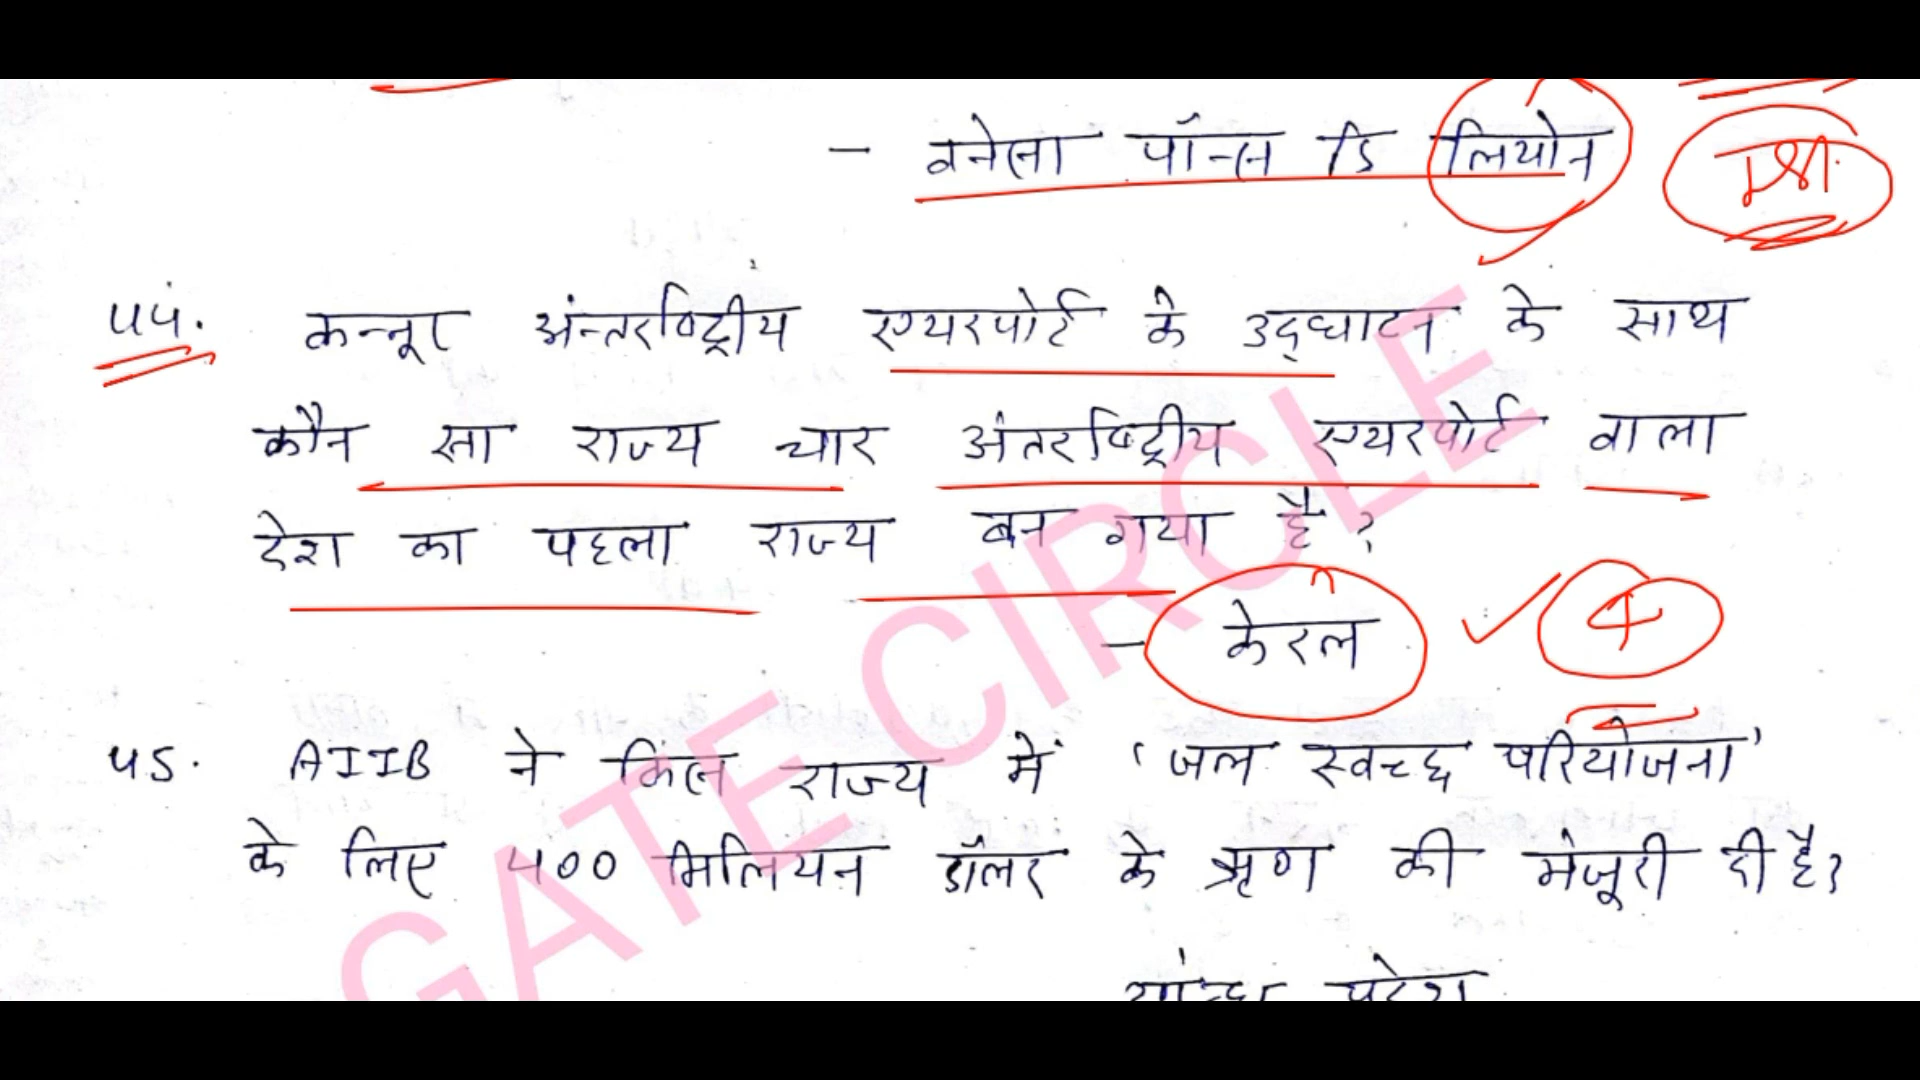 - वनेसा पॉन्स डि लियोन
44. कन्नूर अंन्तर्राष्ट्रीय एयरपोर्ट के उद्घाटन के साथ
कौन सा राज्य चार अंतर्राष्ट्रीय एयरपोर्ट वाला
देश का पहला राज्य बन गया है?
- केरल 4
45. AIIB ने किस राज्य में 'जल स्वच्छ परियोजना'
के लिए 400 मिलियन डॉलर के ऋण की मंजूरी दी है?
आंन्ध्र प्रदेश
GATE CIRCLE